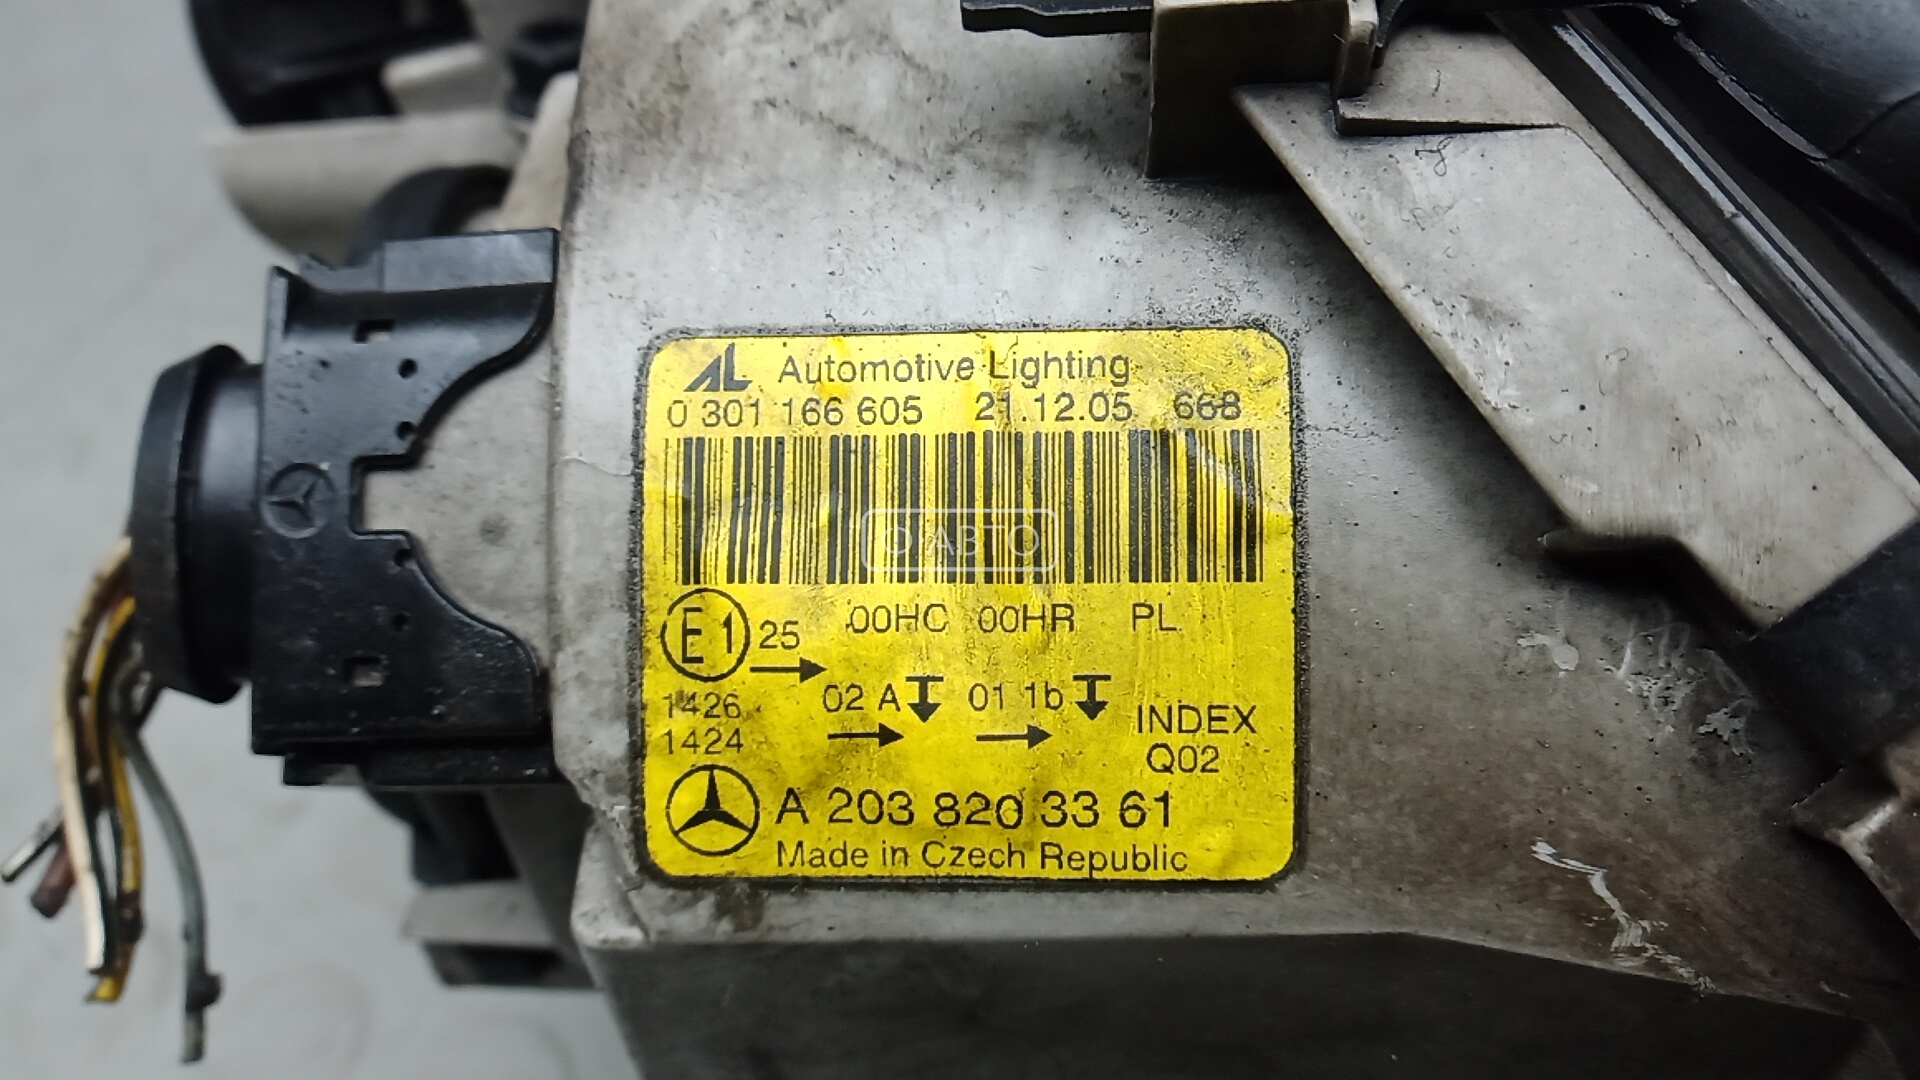 AL Automotive Lighting
0 301 166 605 21.12.05 668
О АВТО
E1 25 00HC 00HR PL
1426 02 A 01 1b INDEX
1424 Q02
A 203 820 33 61
Made in Czech Republic